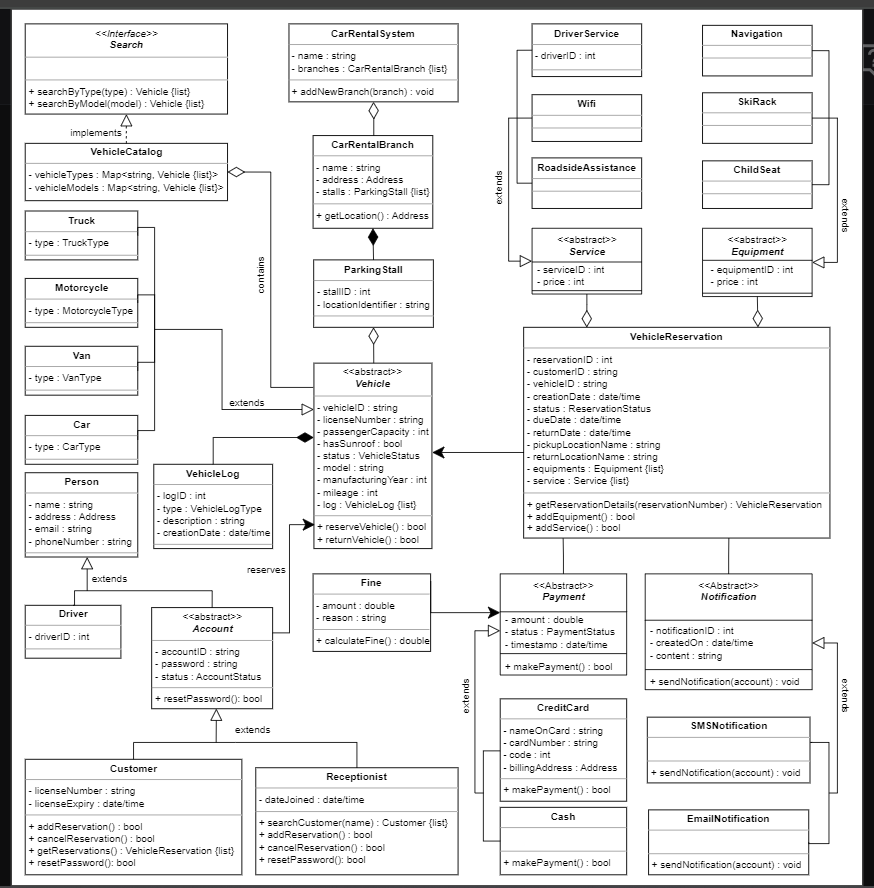 <<Interface>>
Search
+ searchByType(type) : Vehicle {list}
+ searchByModel(model) : Vehicle {list}
implements
VehicleCatalog
- vehicleTypes : Map<string, Vehicle {list}>
- vehicleModels : Map<string, Vehicle {list}>
Truck
- type : TruckType
Motorcycle
- type : MotorcycleType
Van
- type : VanType
Car
- type : CarType
extends
contains
CarRentalSystem
- name : string
- branches : CarRentalBranch {list}
+ addNewBranch(branch) : void
CarRentalBranch
- name : string
- address : Address
- stalls : ParkingStall {list}
+ getLocation() : Address
ParkingStall
- stallID : int
- locationIdentifier : string
<<abstract>>
Vehicle
- vehicleID : string
- licenseNumber : string
- passengerCapacity : int
- hasSunroof : bool
- status : VehicleStatus
- model : string
- manufacturingYear : int
- mileage : int
- log : VehicleLog {list}
+ reserveVehicle() : bool
+ returnVehicle() : bool
VehicleLog
- logID : int
- type : VehicleLogType
- description : string
- creationDate : date/time
DriverService
- driverID : int
Wifi
RoadsideAssistance
extends
<<abstract>>
Service
- serviceID : int
- price : int
Navigation
SkiRack
ChildSeat
extends
<<abstract>>
Equipment
- equipmentID : int
- price : int
VehicleReservation
- reservationID : int
- customerID : string
- vehicleID : string
- creationDate : date/time
- status : ReservationStatus
- dueDate : date/time
- returnDate : date/time
- pickupLocationName : string
- returnLocationName : string
- equipments : Equipment {list}
- service : Service {list}
+ getReservationDetails(reservationNumber) : VehicleReservation
+ addEquipment() : bool
+ addService() : bool
Person
- name : string
- address : Address
- email : string
- phoneNumber : string
extends
Driver
- driverID : int
<<abstract>>
Account
- accountID : string
- password : string
- status : AccountStatus
+ resetPassword(): bool
reserves
extends
Customer
- licenseNumber : string
- licenseExpiry : date/time
+ addReservation() : bool
+ cancelReservation() : bool
+ getReservations() : VehicleReservation {list}
+ resetPassword(): bool
Receptionist
- dateJoined : date/time
+ searchCustomer(name) : Customer {list}
+ addReservation() : bool
+ cancelReservation() : bool
+ resetPassword(): bool
Fine
- amount : double
- reason : string
+ calculateFine() : double
<<Abstract>>
Payment
- amount : double
- status : PaymentStatus
- timestamp : date/time
+ makePayment() : bool
extends
CreditCard
- nameOnCard : string
- cardNumber : string
- code : int
- billingAddress : Address
+ makePayment() : bool
Cash
+ makePayment() : bool
<<Abstract>>
Notification
- notificationID : int
- createdOn : date/time
- content : string
+ sendNotification(account) : void
extends
SMSNotification
+ sendNotification(account) : void
EmailNotification
+ sendNotification(account) : void